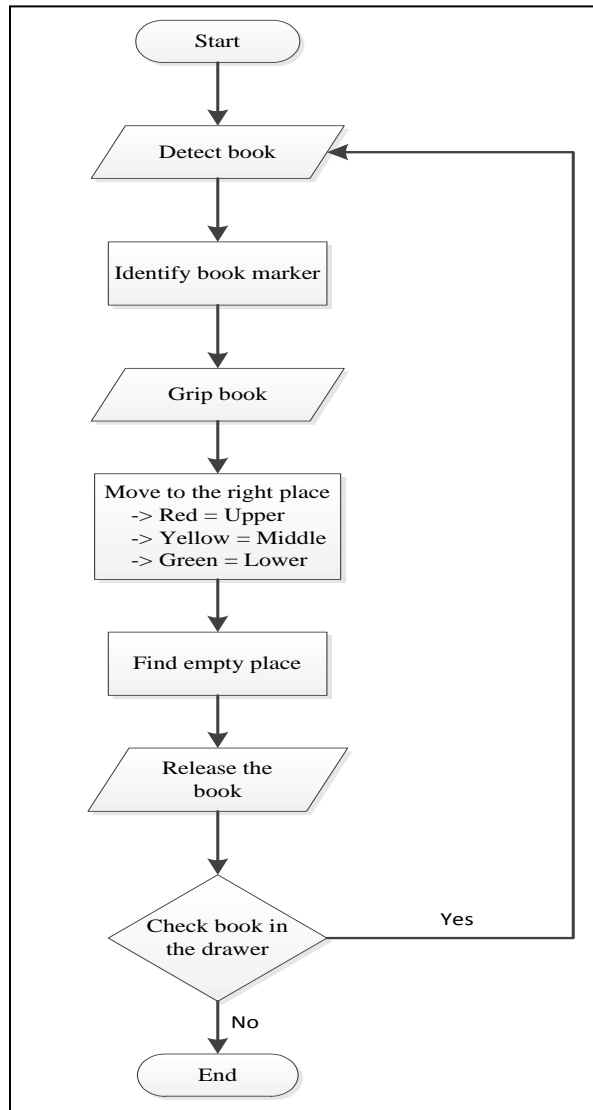 Start
Detect book
Identify book marker
Grip book
Move to the right place
-> Red = Upper
-> Yellow = Middle
-> Green = Lower
Find empty place
Release the
book
Check book in
the drawer
Yes
No
End